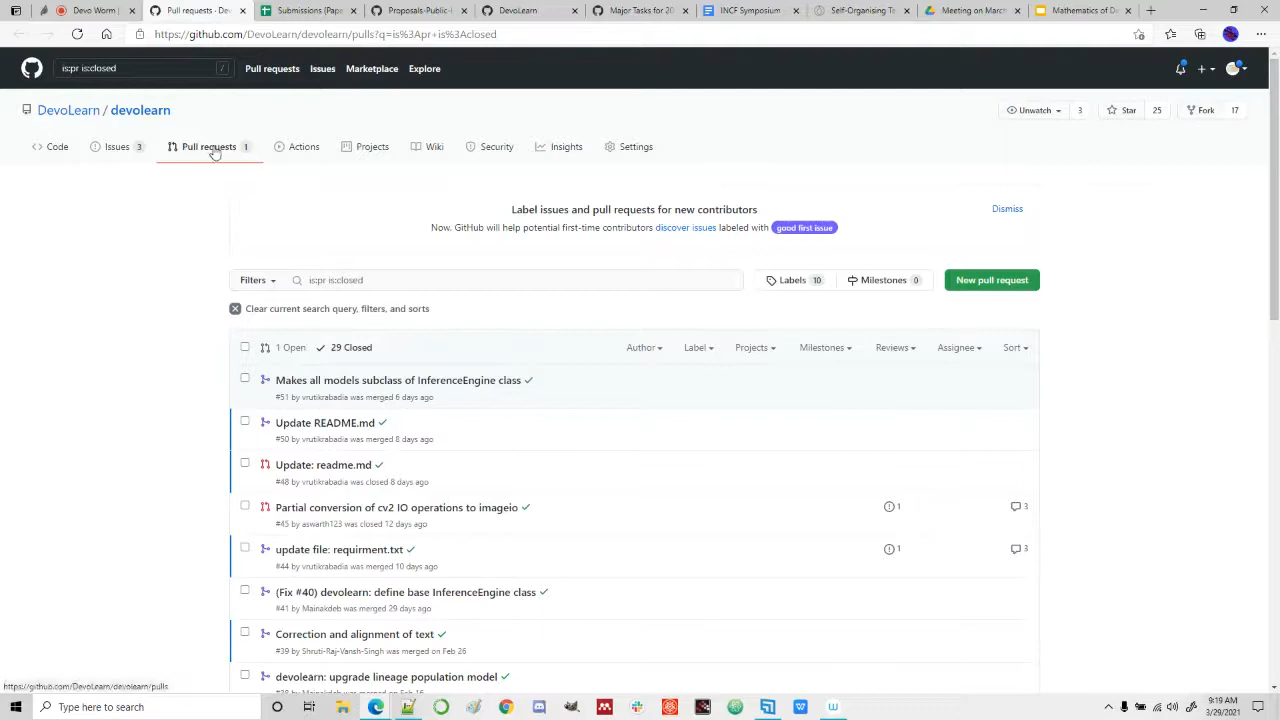 Dev Worm
Pull requests · Dev
Submissions (Pape
Proposals-Public-
DevoLearn
Major Tasks for 20
INCF Symposium
Self-Organising Te
Meeting on March
Mathematics of De
https://github.com/DevoLearn/devolearn/pulls?q=is%3Apr+is%3Aclosed
is:pr is:closed
/
Pull requests
Issues
Marketplace
Explore
DevoLearn / devolearn
Unwatch 3
Star 25
Fork 17
Code
Issues 3
Pull requests 1
Actions
Projects
Wiki
Security
Insights
Settings
Label issues and pull requests for new contributors
Dismiss
Now, GitHub will help potential first-time contributors discover issues labeled with good first issue
Filters
is:pr is:closed
Labels 10
Milestones 0
New pull request
Clear current search query, filters, and sorts
1 Open
29 Closed
Author
Label
Projects
Milestones
Reviews
Assignee
Sort
Makes all models subclass of InferenceEngine class
#51 by vrutikrabadia was merged 6 days ago
Update README.md
#50 by vrutikrabadia was merged 8 days ago
Update: readme.md
#48 by vrutikrabadia was closed 8 days ago
Partial conversion of cv2 IO operations to imageio
1
3
#45 by aswarth123 was closed 12 days ago
update file: requirment.txt
1
3
#44 by vrutikrabadia was merged 10 days ago
(Fix #40) devolearn: define base InferenceEngine class
#41 by Mainakdeb was merged 29 days ago
Correction and alignment of text
#39 by Shruti-Raj-Vansh-Singh was merged on Feb 26
devolearn: upgrade lineage population model
#38 by Mainakdeb was merged on Feb 16
https://github.com/DevoLearn/devolearn/pulls
Type here to search
9:19 AM
3/29/2021